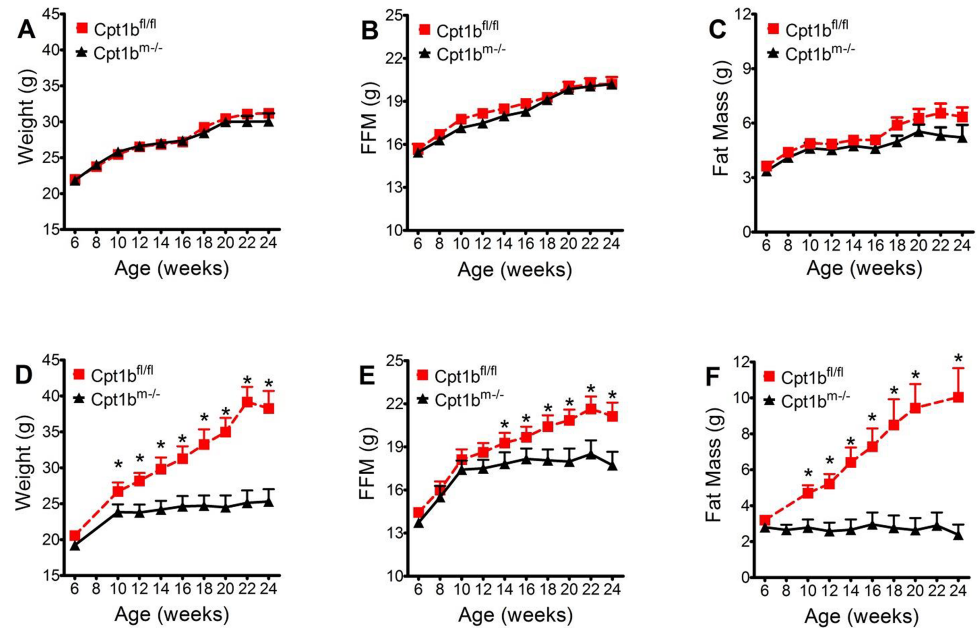 A
Weight (g)
45
40
35
30
25
20
15
Cpt1b^fl/fl
Cpt1b^m-/-
6 8 10 12 14 16 18 20 22 24
Age (weeks)
B
FFM (g)
25
22
19
16
13
10
Cpt1b^fl/fl
Cpt1b^m-/-
6 8 10 12 14 16 18 20 22 24
Age (weeks)
C
Fat Mass (g)
12
9
6
3
0
Cpt1b^fl/fl
Cpt1b^m-/-
6 8 10 12 14 16 18 20 22 24
Age (weeks)
D
Weight (g)
45
40
35
30
25
20
15
Cpt1b^fl/fl
Cpt1b^m-/-
* * * * * * * *
6 8 10 12 14 16 18 20 22 24
Age (weeks)
E
FFM (g)
25
22
19
16
13
10
Cpt1b^fl/fl
Cpt1b^m-/-
* * * * * *
6 8 10 12 14 16 18 20 22 24
Age (weeks)
F
Fat Mass (g)
12
10
8
6
4
2
0
Cpt1b^fl/fl
Cpt1b^m-/-
* * * * * * *
6 8 10 12 14 16 18 20 22 24
Age (weeks)